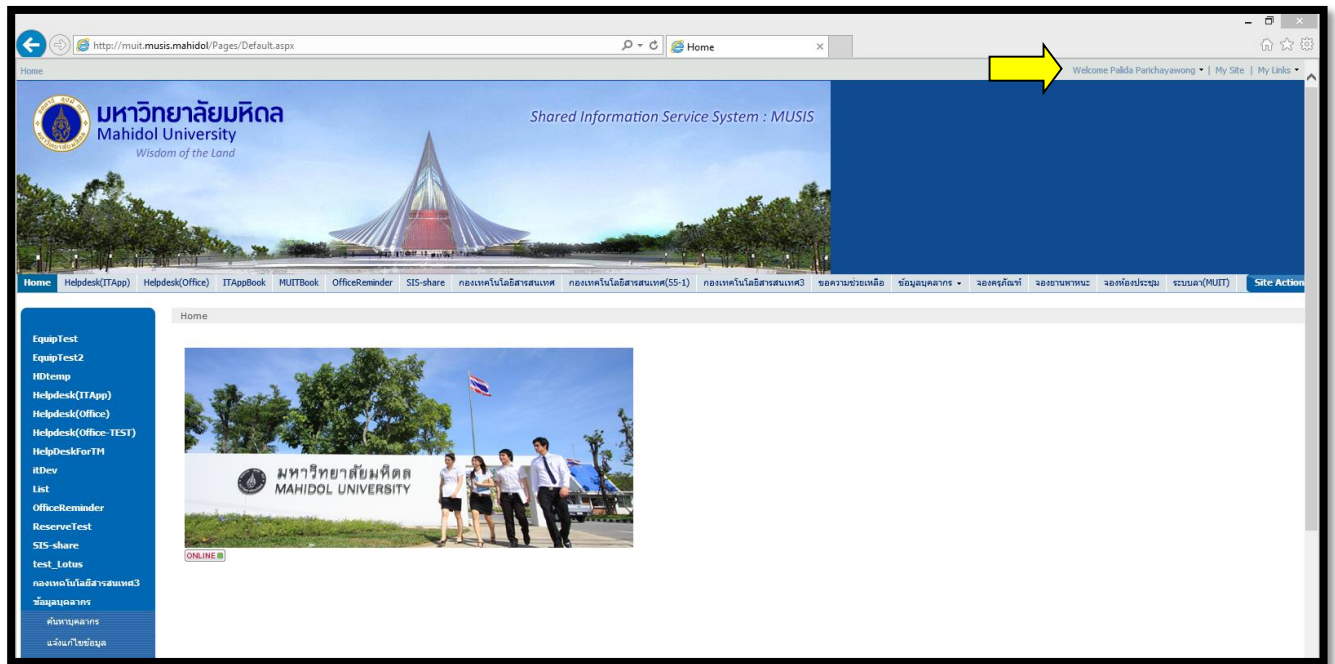 http://muit.musis.mahidol/Pages/Default.aspx
Home
Home
Welcome Palida Parichayawong | My Site | My Links
มหาวิทยาลัยมหิดล
Mahidol University
Wisdom of the Land
Shared Information Service System : MUSIS
Home Helpdesk(ITApp) Helpdesk(Office) ITAppBook MUITBook OfficeReminder SIS-share กองเทคโนโลยีสารสนเทศ กองเทคโนโลยีสารสนเทศ(55-1) กองเทคโนโลยีสารสนเทศ3 ขอความช่วยเหลือ ข้อมูลบุคลากร จองครุภัณฑ์ จองยานพาหนะ จองห้องประชุม ระบบลา(MUIT) Site Action
Home
EquipTest
EquipTest2
HDtemp
Helpdesk(ITApp)
Helpdesk(Office)
Helpdesk(Office-TEST)
HelpDeskForTM
itDev
List
OfficeReminder
ReserveTest
SIS-share
test_Lotus
กองเทคโนโลยีสารสนเทศ3
ข้อมูลบุคลากร
ค้นหาบุคลากร
แจ้งแก้ไขข้อมูล
มหาวิทยาลัยมหิดล
MAHIDOL UNIVERSITY
ONLINE